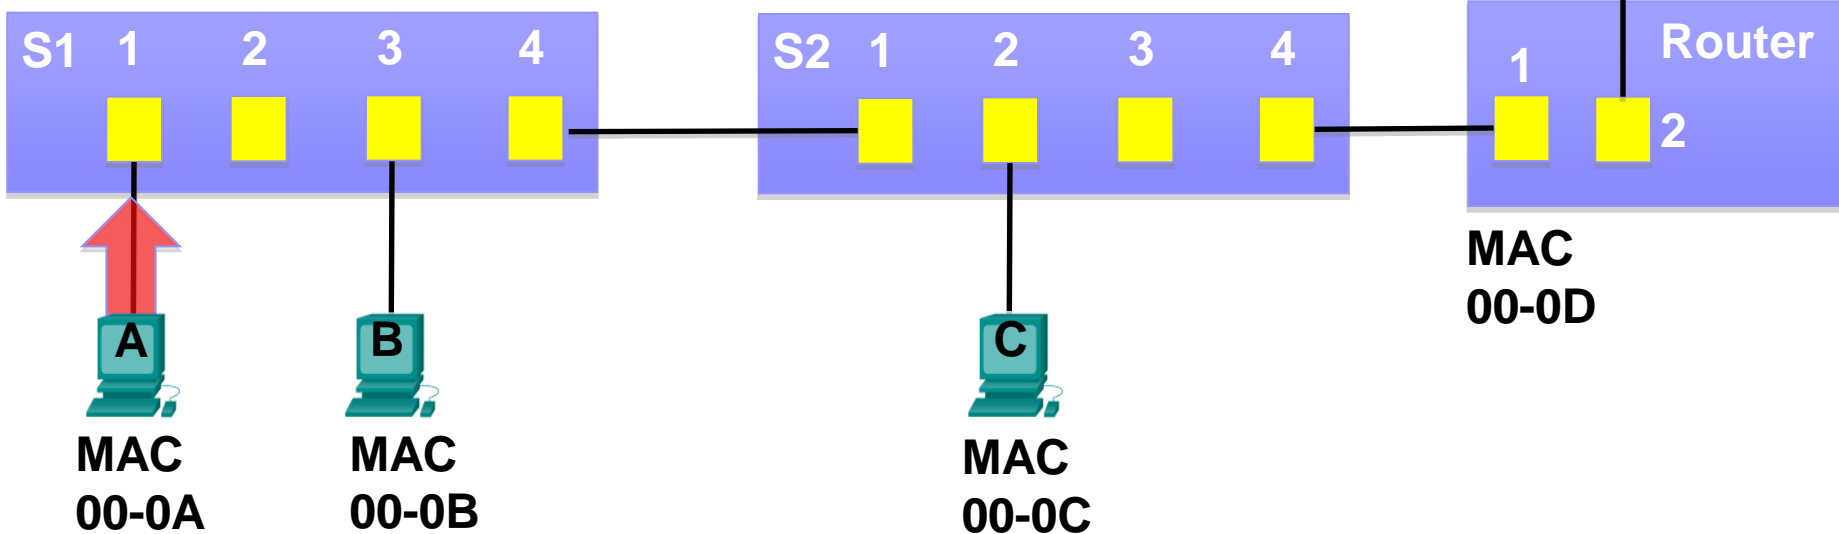 S1 1 2 3 4
S2 1 2 3 4
Router
1
2
MAC
00-0D
A
B
C
MAC
00-0A
MAC
00-0B
MAC
00-0C